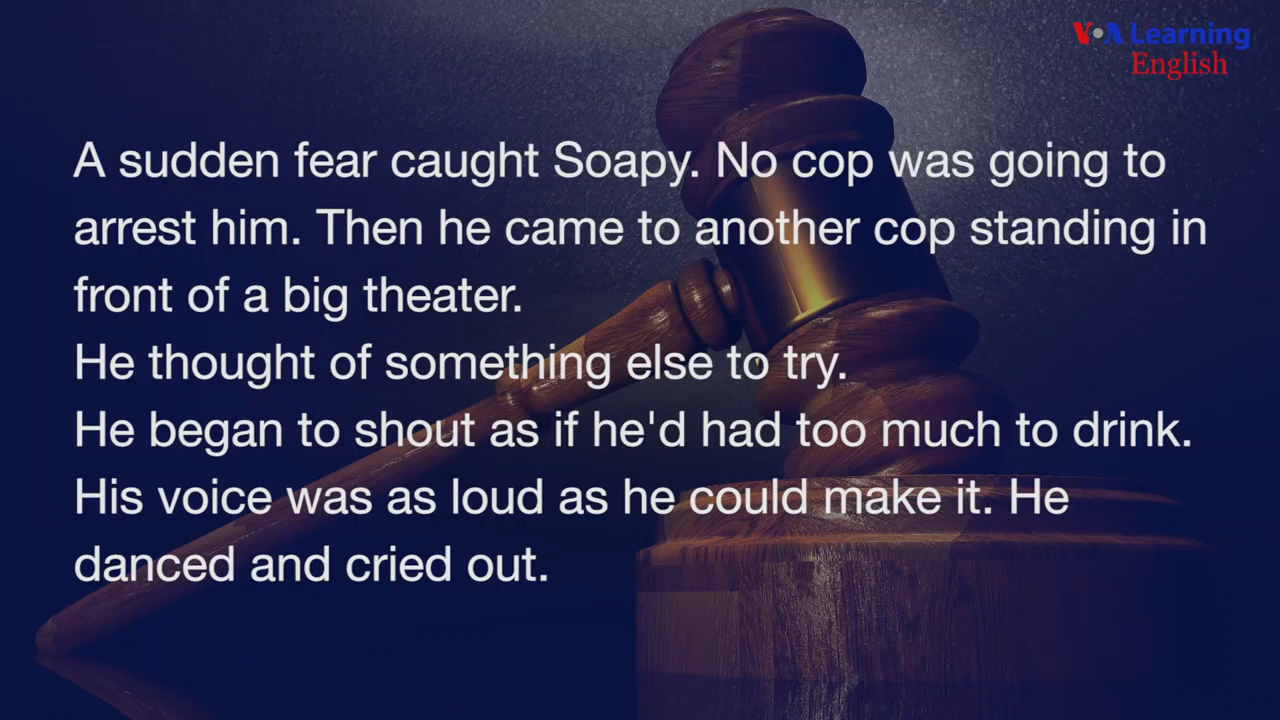 VOA Learning
English
A sudden fear caught Soapy. No cop was going to
arrest him. Then he came to another cop standing in
front of a big theater.
He thought of something else to try.
He began to shout as if he'd had too much to drink.
His voice was as loud as he could make it. He
danced and cried out.